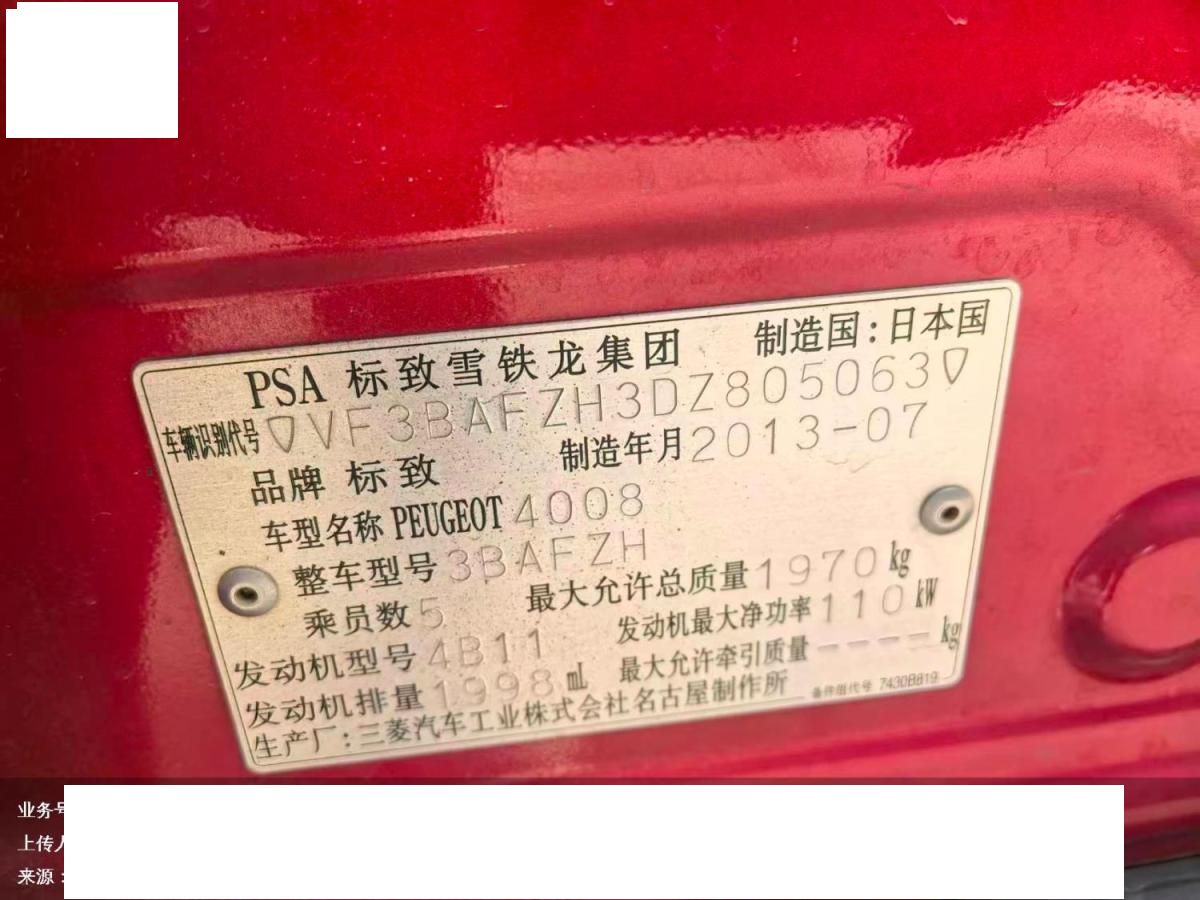 PSA 标致雪铁龙集团 制造国:日本国
车辆识别代号 VF3BAFZH3DZ805063
品牌 标致 制造年月 2013-07
车型名称 PEUGEOT 4008
整车型号 3BAFZH
乘员数 5 最大允许总质量 1970 kg
发动机型号 4B11 发动机最大净功率 110 kW
发动机排量 1998 mL 最大允许牵引质量 ---- kg
生产厂:三菱汽车工业株式会社名古屋制作所 备件组代号 7430B819
业务号
上传人
来源: